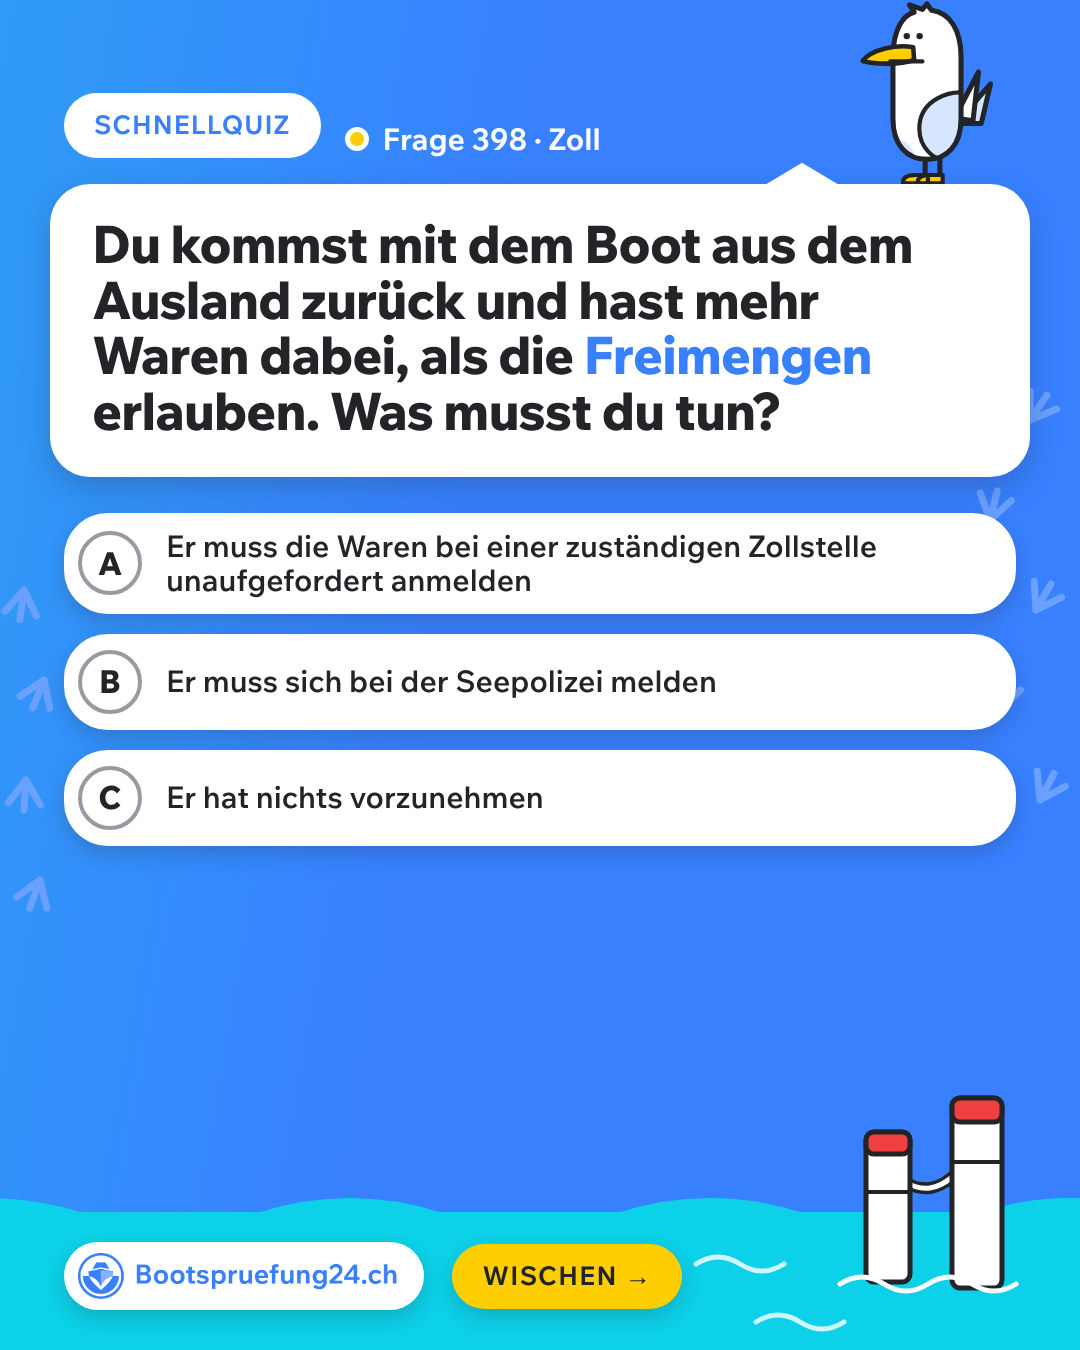 SCHNELLQUIZ
Frage 398 · Zoll
Du kommst mit dem Boot aus dem
Ausland zurück und hast mehr
Waren dabei, als die Freimengen
erlauben. Was musst du tun?
A
Er muss die Waren bei einer zuständigen Zollstelle
unaufgefordert anmelden
B
Er muss sich bei der Seepolizei melden
C
Er hat nichts vorzunehmen
Bootspruefung24.ch
WISCHEN →